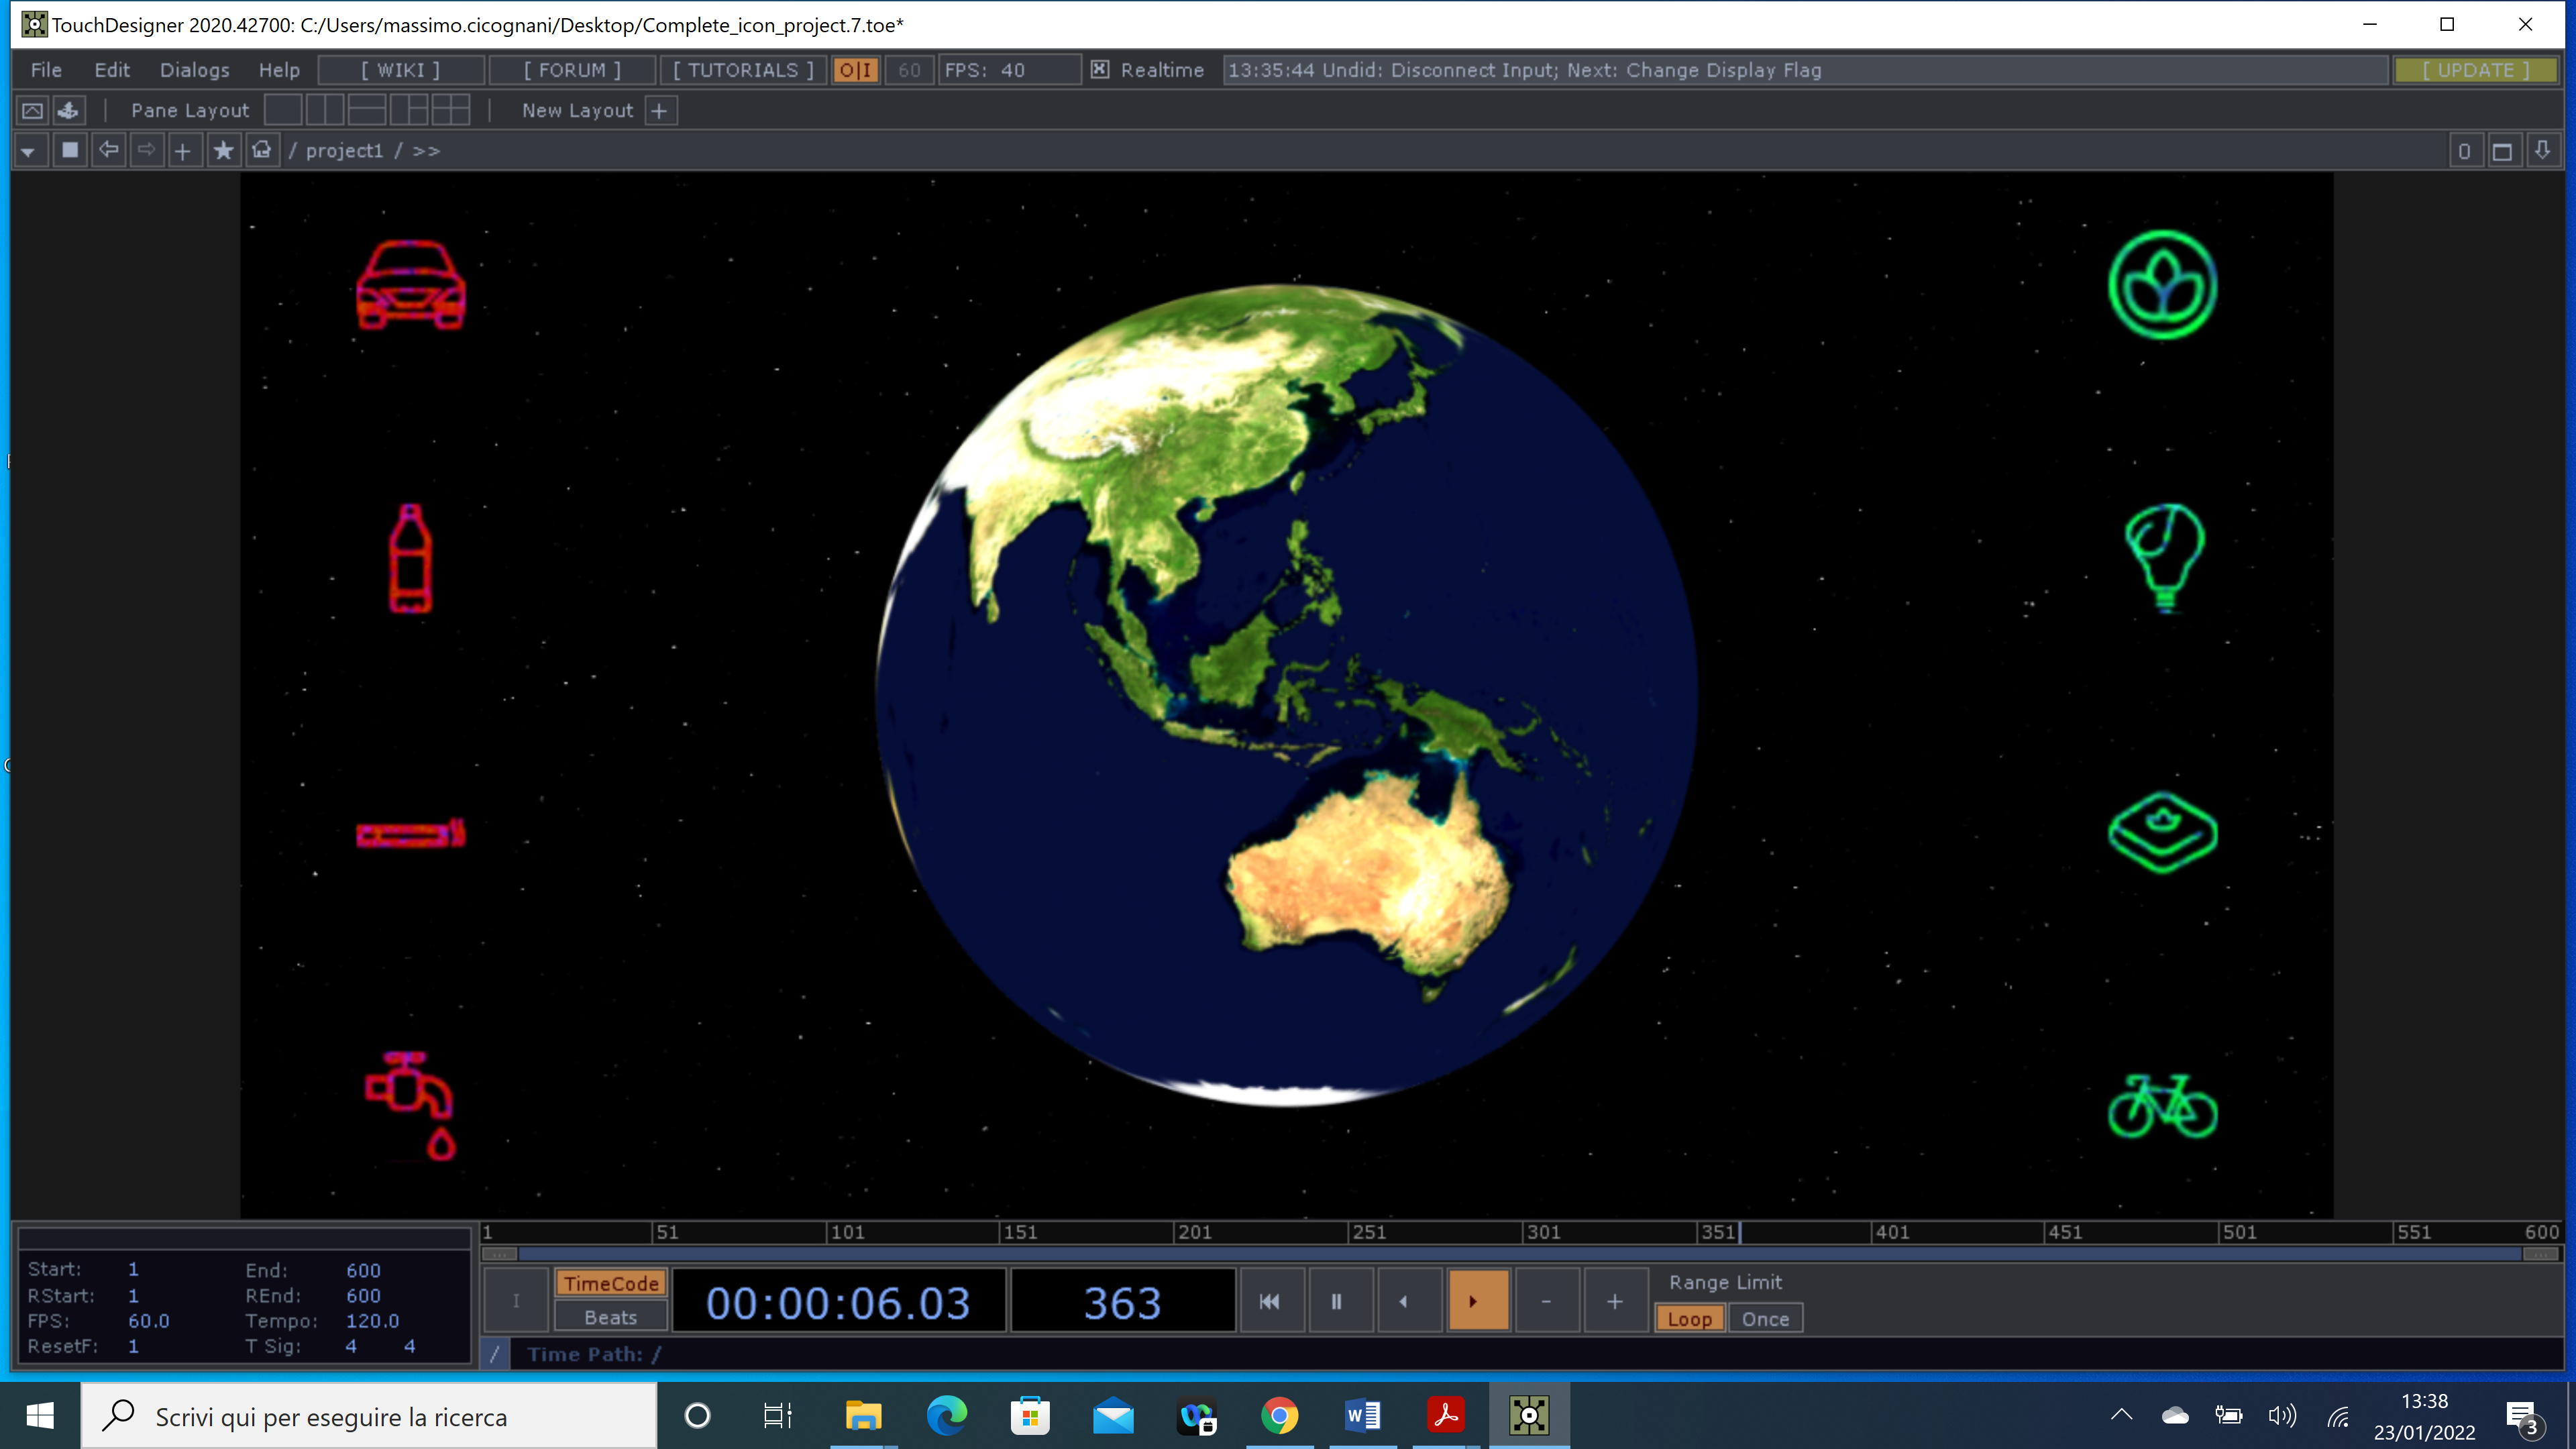 TouchDesigner 2020.42700: C:/Users/massimo.cicognani/Desktop/Complete_icon_project.7.toe*
File Edit Dialogs Help [ WIKI ] [ FORUM ] [ TUTORIALS ] O|I 60 FPS: 40 Realtime 13:35:44 Undid: Disconnect Input; Next: Change Display Flag [ UPDATE ]
Pane Layout New Layout +
/ project1 / >> 0
1 51 101 151 201 251 301 351 401 451 501 551 600
Start: 1 End: 600
RStart: 1 REnd: 600
FPS: 60.0 Tempo: 120.0
ResetF: 1 T Sig: 4 4
I TimeCode Beats 00:00:06.03 363 - + Range Limit
Loop Once
/ Time Path: /
Scrivi qui per eseguire la ricerca
13:38
23/01/2022
3